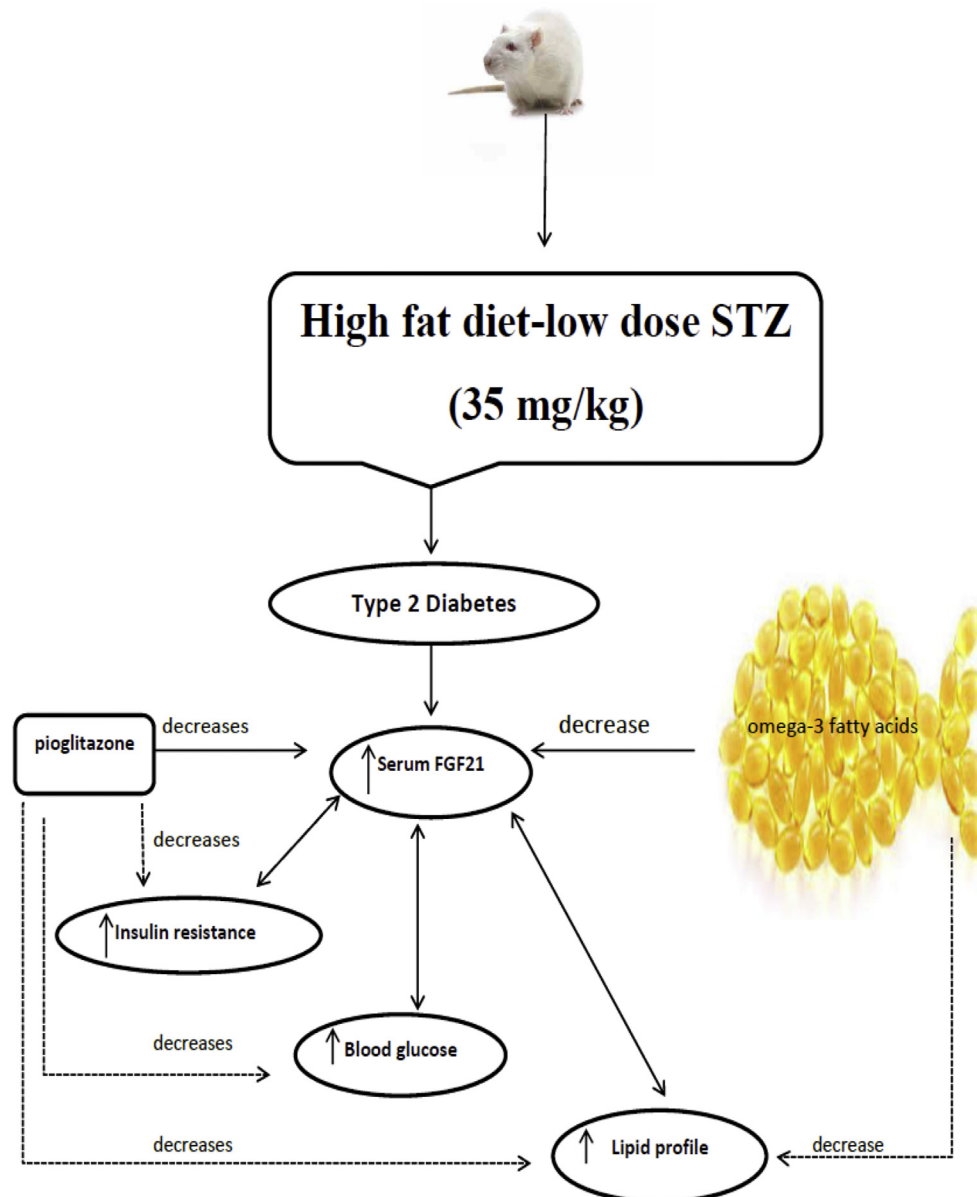 High fat diet-low dose STZ
(35 mg/kg)
Type 2 Diabetes
pioglitazone
decreases
Serum FGF21
decrease
omega-3 fatty acids
decreases
Insulin resistance
decreases
Blood glucose
decreases
Lipid profile
decrease